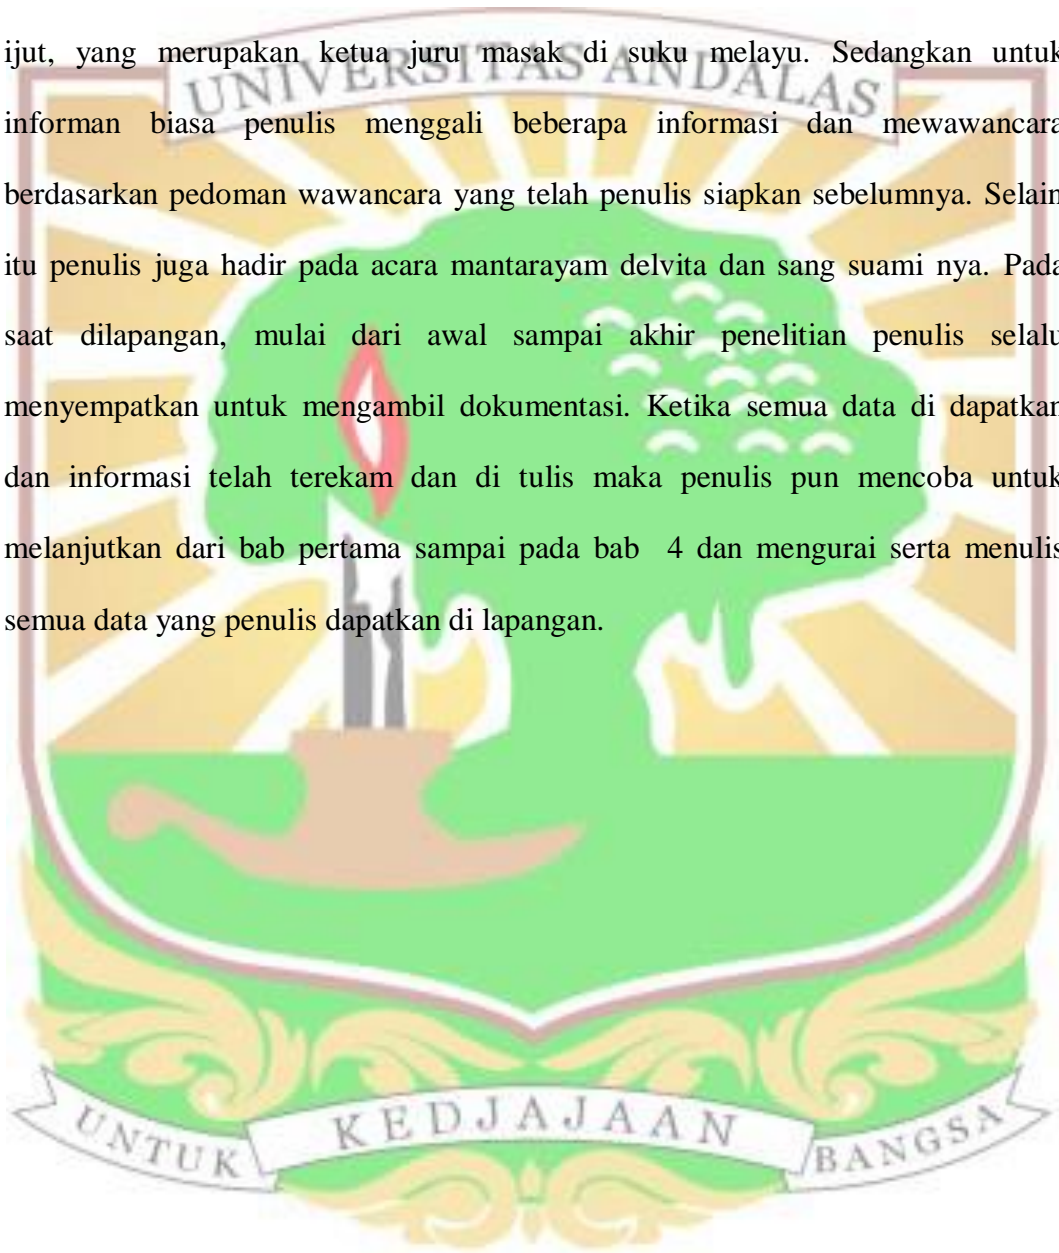 ijut, yang merupakan ketua juru masak di suku melayu. Sedangkan untuk
UNIVERSITAS ANDALAS
informan biasa penulis menggali beberapa informasi dan mewawancara
berdasarkan pedoman wawancara yang telah penulis siapkan sebelumnya. Selain
itu penulis juga hadir pada acara mantarayam delvita dan sang suami nya. Pada
saat dilapangan, mulai dari awal sampai akhir penelitian penulis selalu
menyempatkan untuk mengambil dokumentasi. Ketika semua data di dapatkan
dan informasi telah terekam dan di tulis maka penulis pun mencoba untuk
melanjutkan dari bab pertama sampai pada bab 4 dan mengurai serta menulis
semua data yang penulis dapatkan di lapangan.
UNTUK KEDJAJAAN BANGSA